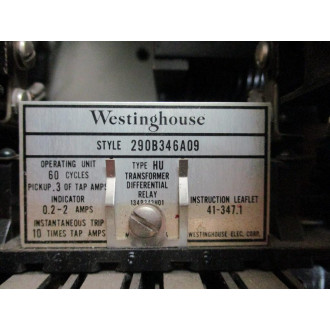 Westinghouse
STYLE 290B346A09
OPERATING UNIT
60 CYCLES
PICKUP .3 OF TAP AMPS
INDICATOR
0.2-2 AMPS
INSTANTANEOUS TRIP
10 TIMES TAP AMPS
TYPE HU
TRANSFORMER
DIFFERENTIAL
RELAY
INSTRUCTION LEAFLET
41-347.1
WESTINGHOUSE ELEC. CORP.